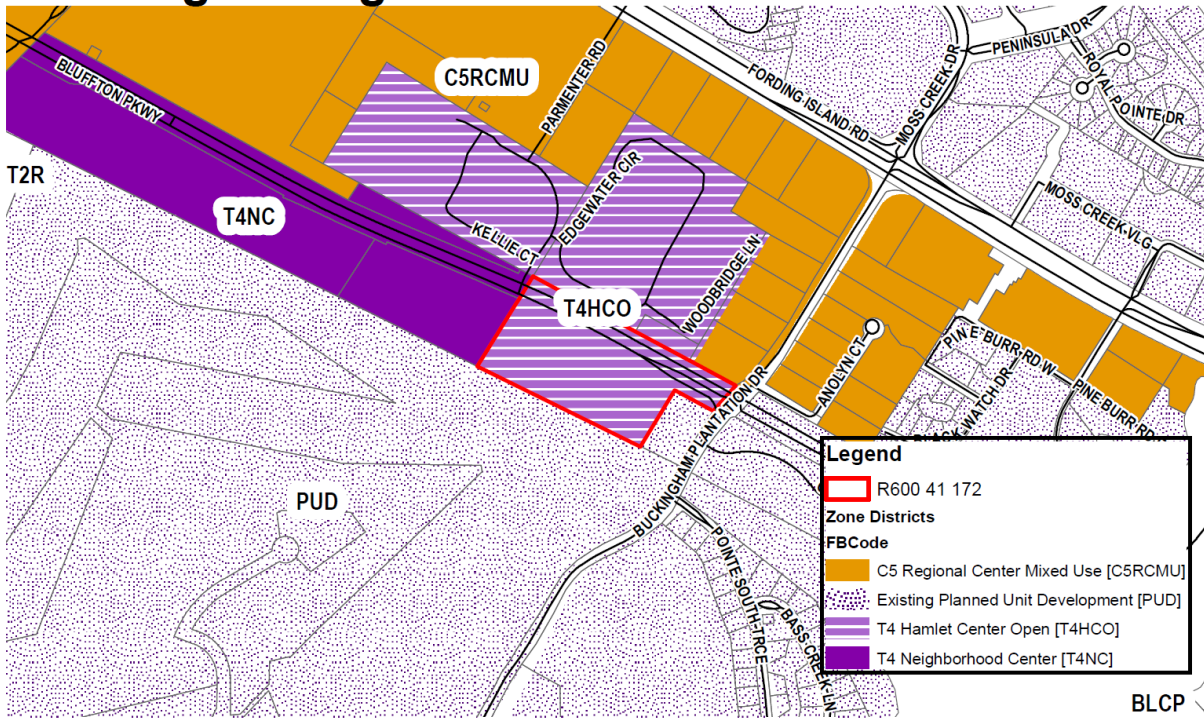 PENINSULA DR
ROYAL POINTE DR
MOSS CREEK DR
FORDING ISLAND RD
PARMENTER RD
C5RCMU
BLUFFTON PKWY
T2R
T4NC
EDGEWATER CIR
KELLIE CT
MOSS CREEK VLG
WOODBRIDGE LN
T4HCO
ANOLYN CT
PINE BURR RD W
PINE BURR RD
BLACK WATCH DR
BUCKINGHAM PLANTATION DR
PUD
POINTE SOUTH TRCE
BASS CREEK LN
Legend
R600 41 172
Zone Districts
FBCode
C5 Regional Center Mixed Use [C5RCMU]
Existing Planned Unit Development [PUD]
T4 Hamlet Center Open [T4HCO]
T4 Neighborhood Center [T4NC]
BLCP